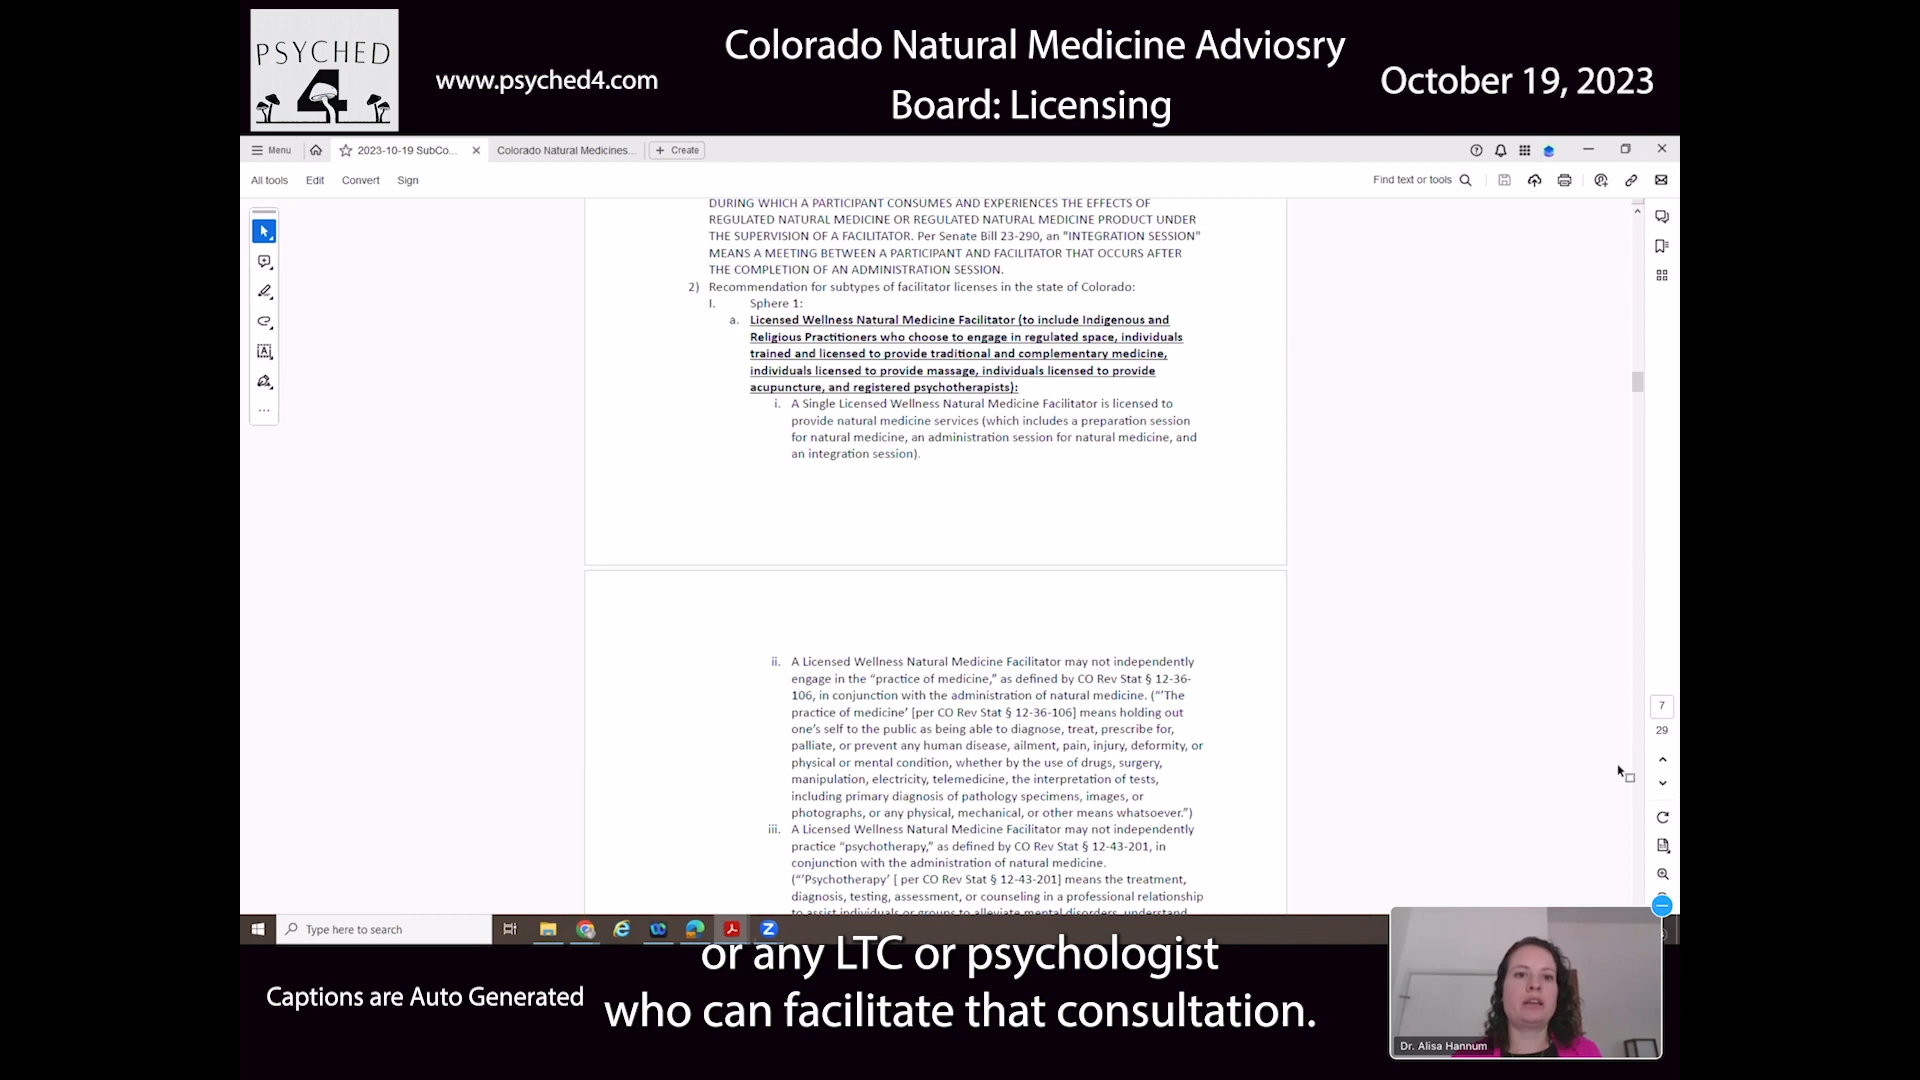 PSYCHED
4
www.psyched4.com
Colorado Natural Medicine Adviosry
Board: Licensing
October 19, 2023
Menu
2023-10-19 SubCo...
Colorado Natural Medicines...
+ Create
All tools
Edit
Convert
Sign
Find text or tools
DURING WHICH A PARTICIPANT CONSUMES AND EXPERIENCES THE EFFECTS OF
REGULATED NATURAL MEDICINE OR REGULATED NATURAL MEDICINE PRODUCT UNDER
THE SUPERVISION OF A FACILITATOR. Per Senate Bill 23-290, an "INTEGRATION SESSION"
MEANS A MEETING BETWEEN A PARTICIPANT AND FACILITATOR THAT OCCURS AFTER
THE COMPLETION OF AN ADMINISTRATION SESSION.
2) Recommendation for subtypes of facilitator licenses in the state of Colorado:
I. Sphere 1:
a. Licensed Wellness Natural Medicine Facilitator (to include Indigenous and
Religious Practitioners who choose to engage in regulated space, individuals
trained and licensed to provide traditional and complementary medicine,
individuals licensed to provide massage, individuals licensed to provide
acupuncture, and registered psychotherapists):
i. A Single Licensed Wellness Natural Medicine Facilitator is licensed to
provide natural medicine services (which includes a preparation session
for natural medicine, an administration session for natural medicine, and
an integration session).
ii. A Licensed Wellness Natural Medicine Facilitator may not independently
engage in the “practice of medicine,” as defined by CO Rev Stat § 12-36-
106, in conjunction with the administration of natural medicine. (“’The
practice of medicine’ [per CO Rev Stat § 12-36-106] means holding out
one’s self to the public as being able to diagnose, treat, prescribe for,
palliate, or prevent any human disease, ailment, pain, injury, deformity, or
physical or mental condition, whether by the use of drugs, surgery,
manipulation, electricity, telemedicine, the interpretation of tests,
including primary diagnosis of pathology specimens, images, or
photographs, or any physical, mechanical, or other means whatsoever.”)
iii. A Licensed Wellness Natural Medicine Facilitator may not independently
practice “psychotherapy,” as defined by CO Rev Stat § 12-43-201, in
conjunction with the administration of natural medicine.
(“’Psychotherapy’ [ per CO Rev Stat § 12-43-201] means the treatment,
diagnosis, testing, assessment, or counseling in a professional relationship
to assist individuals or groups to alleviate mental disorders, understand
7
29
Type here to search
or any LTC or psychologist
who can facilitate that consultation.
Captions are Auto Generated
Dr. Alisa Hannum